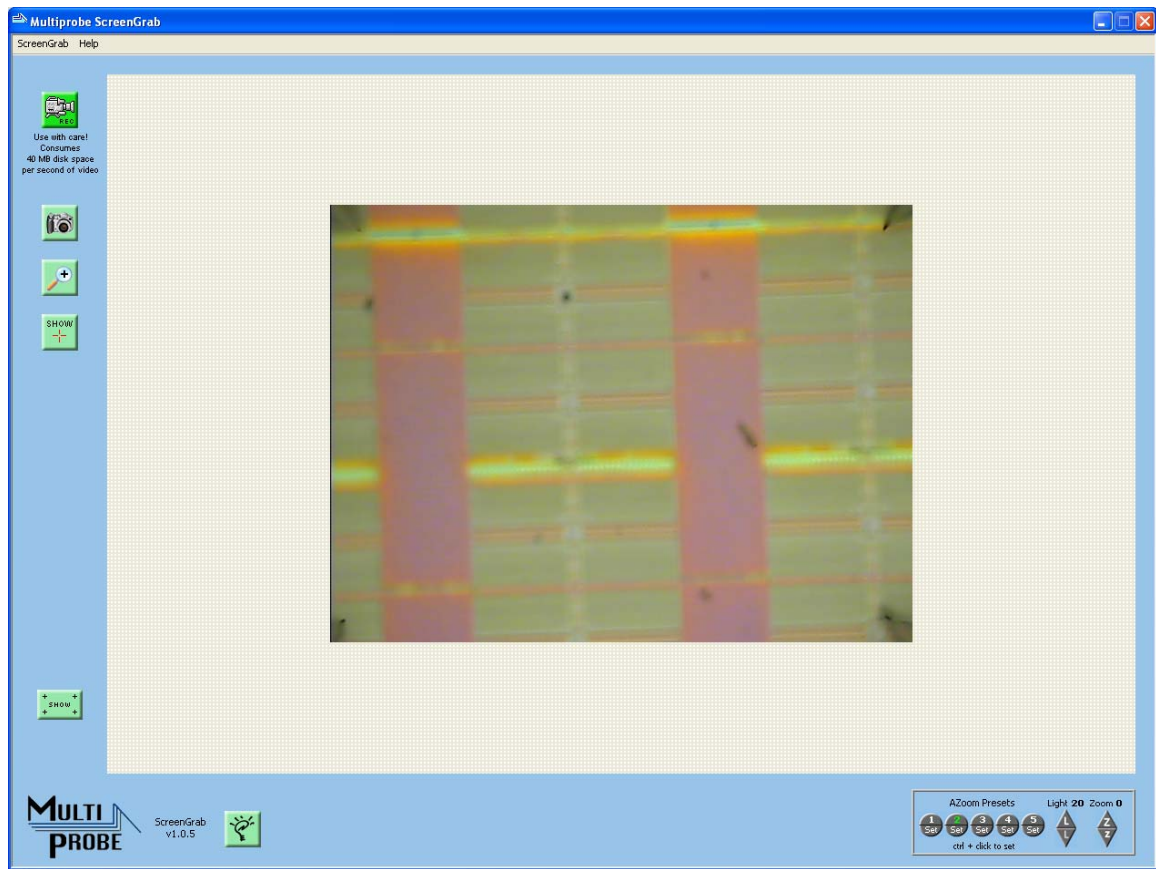 Multiprobe ScreenGrab
ScreenGrab Help
REC
Use with care!
Consumes
40 MB disk space
per second of video
SHOW
SHOW
MULTI
PROBE
ScreenGrab
v1.0.5
AZoom Presets
Light 20 Zoom 0
1 2 3 4 5 L Z
Set Set Set Set Set L Z
ctrl + click to set